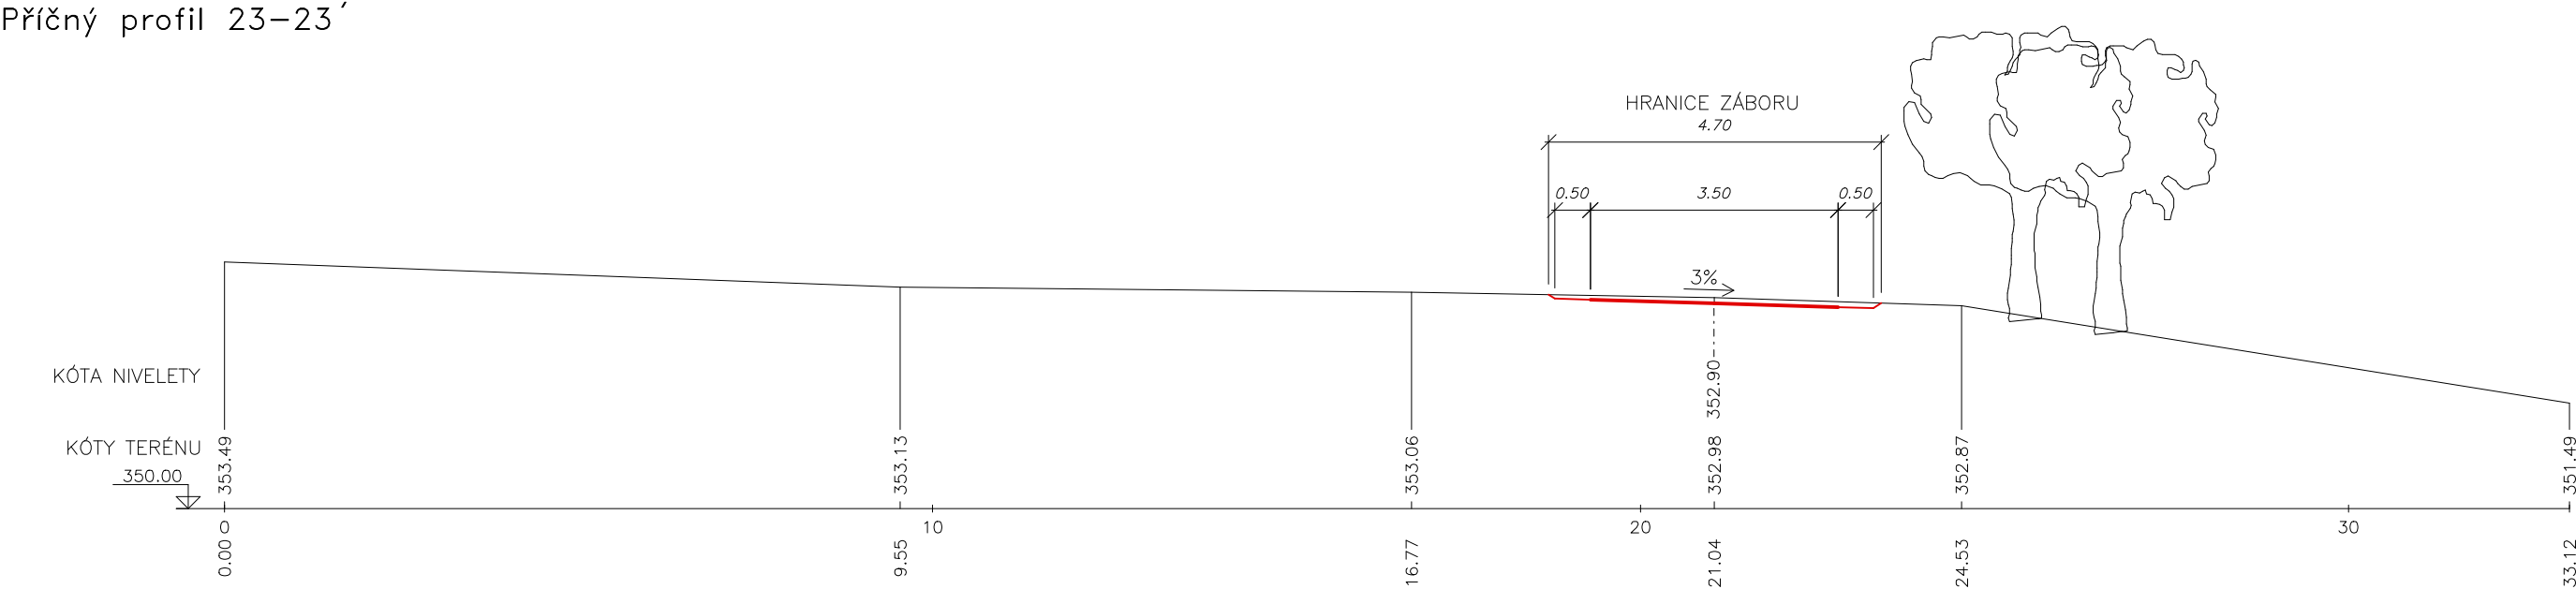 Příčný profil 23-23´
HRANICE ZÁBORU
4.70
0.50 3.50 0.50
3%
KÓTA NIVELETY
352.90
KÓTY TERÉNU
353.49 353.13 353.06 352.98 352.87 351.49
350.00
0 10 20 30
0.00 9.55 16.77 21.04 24.53 33.12